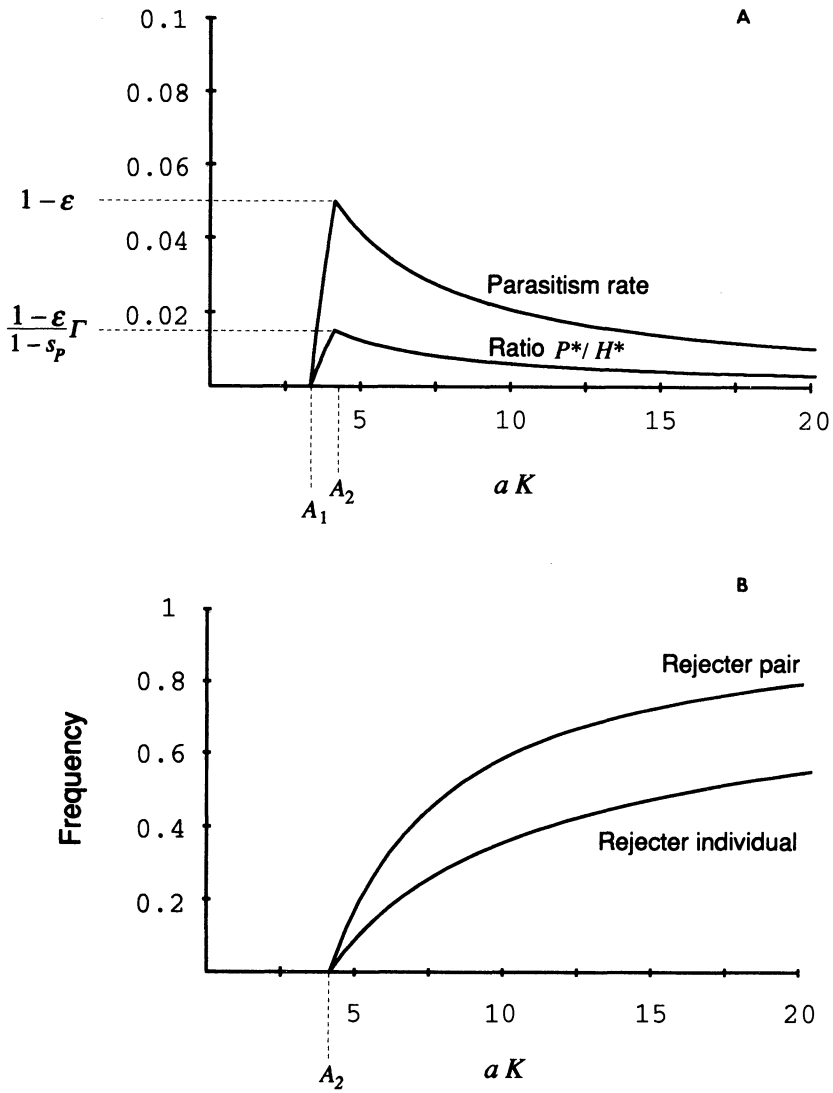 A
0.1
0.08
0.06
1 − ε
0.04
Parasitism rate
0.02
1 − ε
1 − sP
Γ
Ratio P*/ H*
5
10
15
20
a K
A2
A1
B
1
Rejecter pair
0.8
0.6
Frequency
0.4
Rejecter individual
0.2
5
10
15
20
a K
A2